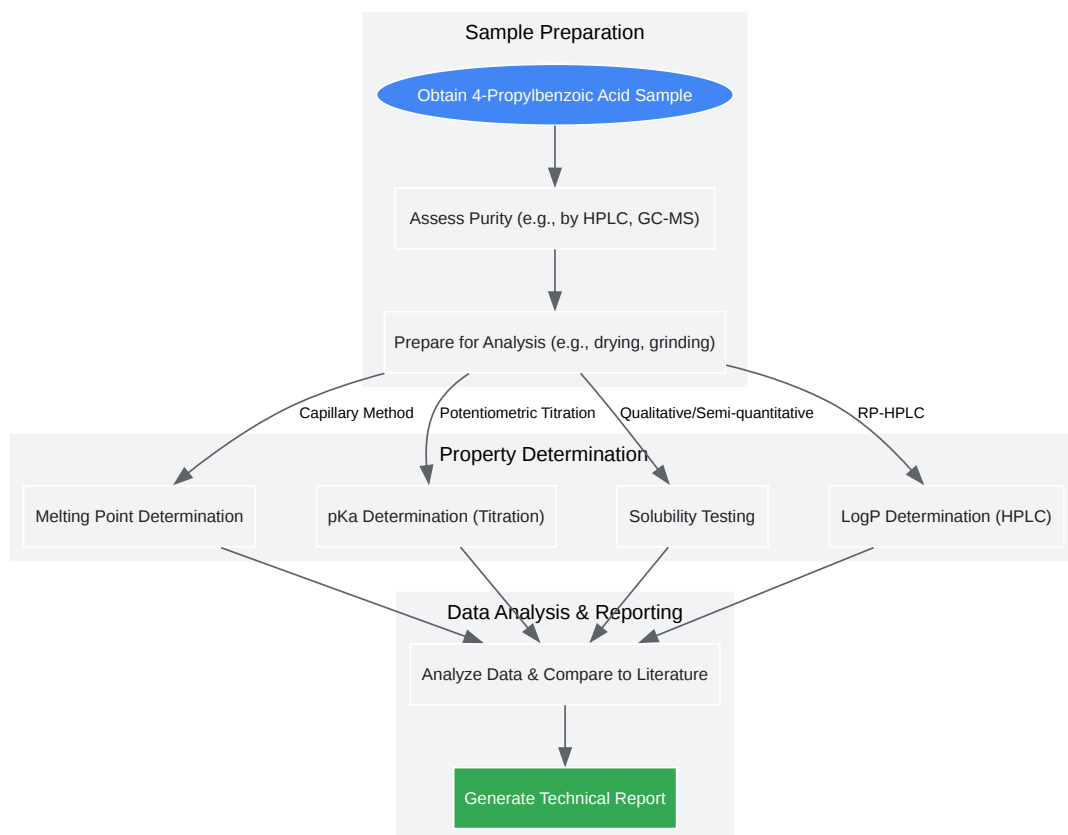 Sample Preparation
Obtain 4-Propylbenzoic Acid Sample
Assess Purity (e.g., by HPLC, GC-MS)
Prepare for Analysis (e.g., drying, grinding)
Capillary Method
Potentiometric Titration
Qualitative/Semi-quantitative
RP-HPLC
Property Determination
Melting Point Determination
pKa Determination (Titration)
Solubility Testing
LogP Determination (HPLC)
Data Analysis & Reporting
Analyze Data & Compare to Literature
Generate Technical Report